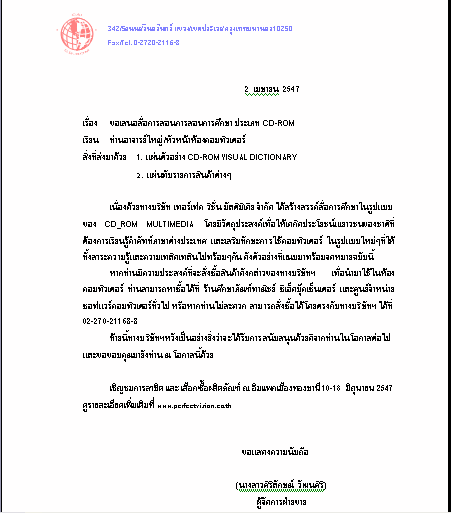 342/5ถนนศรีนครินทร์ แขวง/เขตประเวศกรุงเทพมหานคร10250
Fax/Tel.0-2720-2116-8
2 เมษายน 2547
เรื่อง ขอเสนอสื่อการสอนการสอนการศึกษา ประเภท CD-ROM
เรียน ท่านอาจารย์ใหญ่/หัวหน้าห้องคอมพิวเตอร์
สิ่งที่ส่งมาด้วย 1. แผ่นตัวอย่าง CD-ROM VISUAL DICTIONARY
2. แผ่นพับรายการสินค้าต่างๆ
เนื่องด้วยทางบริษัท เพอร์เฟค วิชั่น มัลติมีเดีย จำกัด ได้สร้างสรรค์สื่อการศึกษาในรูปแบบ
ของ CD_ROM MULTIMEDIA โดยมีวัตถุประสงค์เพื่อให้เกิดประโยชน์แก่เยาวชนของชาติที่
ต้องการเรียนรู้คำศัพท์ภาษาต่างประเทศ และเสริมทักษะการใช้คอมพิวเตอร์ ในรูปแบบใหม่ๆที่ให้
ทั้งสาระความรู้และความเพลิดเพลินไปพร้อมๆกัน ดังตัวอย่างที่แนบมาพร้อมจดหมายฉบับนี้
หากท่านมีความประสงค์ที่จะสั่งซื้อสินค้าดังกล่าวของทางบริษัทฯ เพื่อนำมาใช้ในห้อง
คอมพิวเตอร์ ท่านสามารถหาซื้อได้ที่ ร้านศึกษาภัณฑ์พาณิชย์ ซีเอ็ดบุ๊คเซ็นเตอร์ และศูนย์จำหน่าย
ซอฟแวร์คอมพิวเตอร์ทั่วไป หรือหากท่านไม่สะดวก สามารถสั่งซื้อได้โดยตรงกับทางบริษัทฯ ได้ที่
02-270-21168-8
ท้ายนี้ทางบริษัทฯหวังเป็นอย่างยิ่งว่าจะได้รับการสนับสนุนด้วยดีจากท่านในโอกาสต่อไป
และขอขอบคุณมายังท่าน ณ โอกาสนี้ด้วย
เชิญชมการสาธิต และ เลือกซื้อผลิตภัณฑ์ ณ อิมแพคเมืองทองธานี 10-18 มิถุนายน 2547
ดูรายละเอียดเพิ่มเติมที่ www.perfectvision.co.th
ขอแสดงความนับถือ
(นางสาวศิริลักษณ์ วัฒนศิริ)
ผู้จัดการฝ่ายขาย